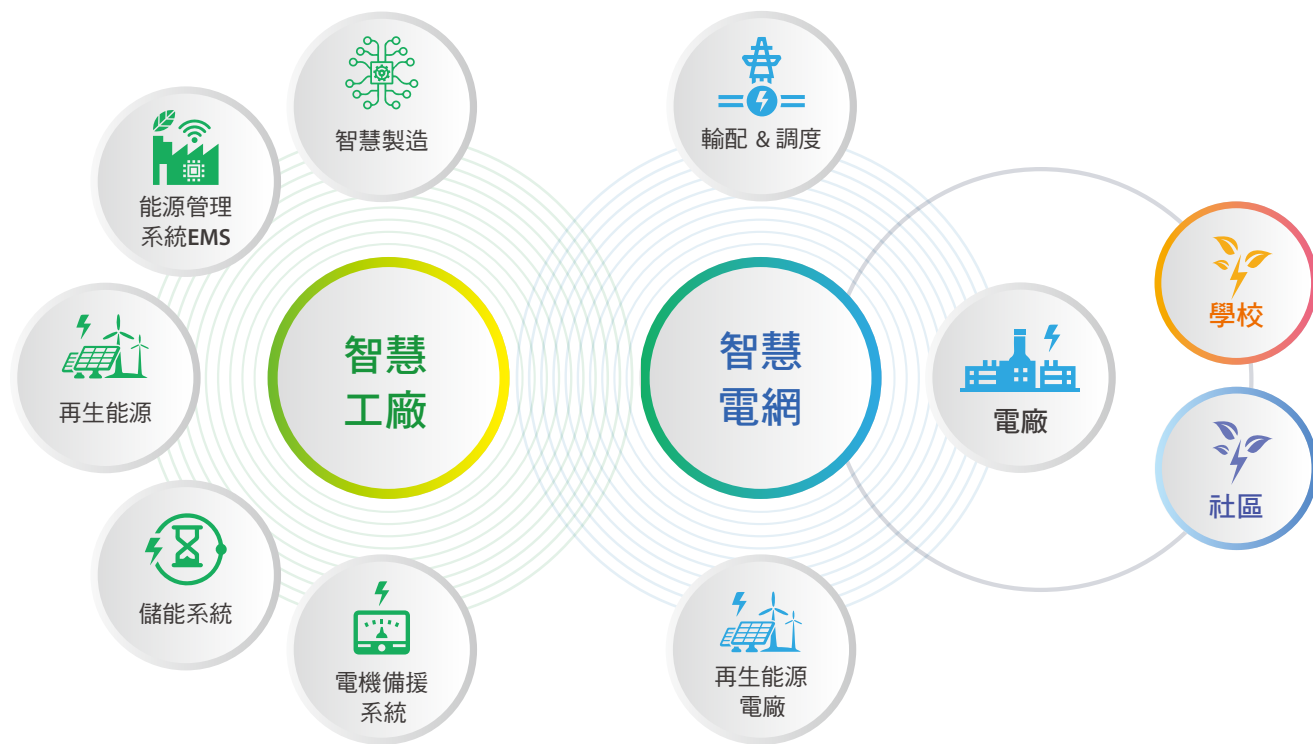 智慧製造
能源管理
系統EMS
再生能源
儲能系統
電機備援
系統
智慧
工廠
輸配 & 調度
智慧
電網
電廠
再生能源
電廠
學校
社區